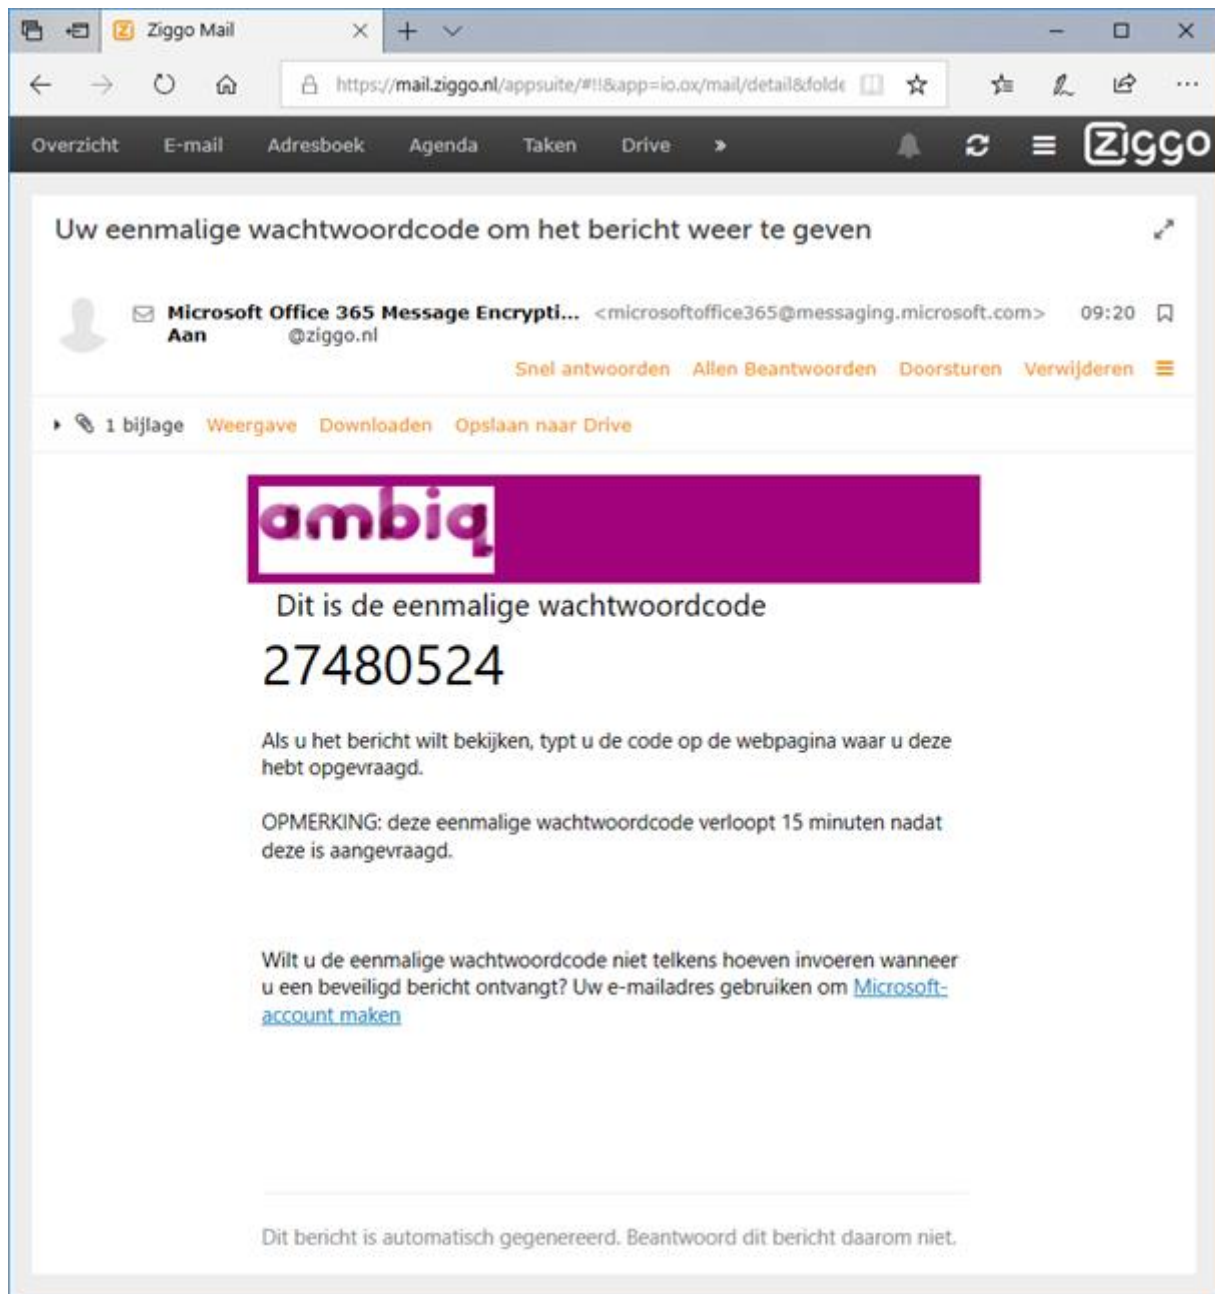 Ziggo Mail
https://mail.ziggo.nl/appsuite/#!!&app=io.ox/mail/detail&folde
Overzicht E-mail Adresboek Agenda Taken Drive » Ziggo
Uw eenmalige wachtwoordcode om het bericht weer te geven
Microsoft Office 365 Message Encrypti... <microsoftoffice365@messaging.microsoft.com> 09:20
Aan @ziggo.nl
Snel antwoorden Allen Beantwoorden Doorsturen Verwijderen
1 bijlage Weergave Downloaden Opslaan naar Drive
ambiq
Dit is de eenmalige wachtwoordcode
27480524
Als u het bericht wilt bekijken, typt u de code op de webpagina waar u deze
hebt opgevraagd.
OPMERKING: deze eenmalige wachtwoordcode verloopt 15 minuten nadat
deze is aangevraagd.
Wilt u de eenmalige wachtwoordcode niet telkens hoeven invoeren wanneer
u een beveiligd bericht ontvangt? Uw e-mailadres gebruiken om Microsoft-
account maken
Dit bericht is automatisch gegenereerd. Beantwoord dit bericht daarom niet.